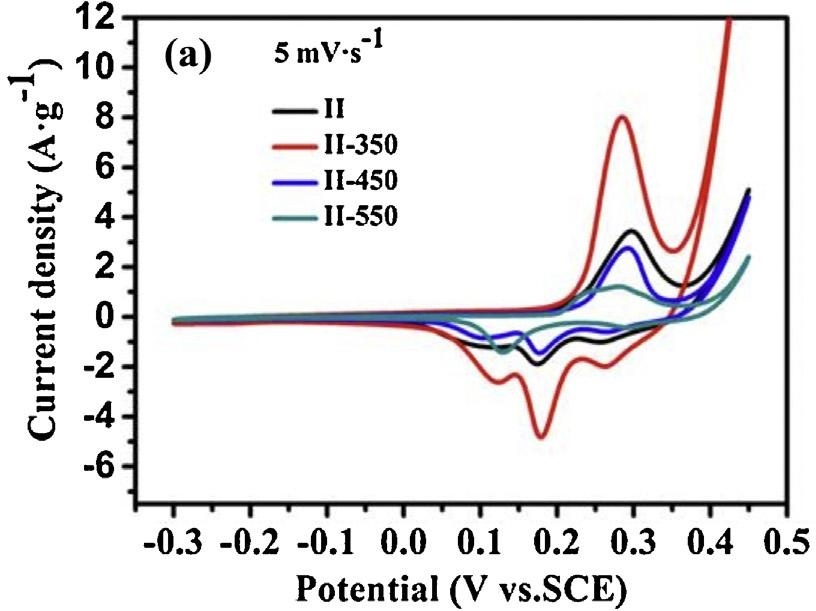 (a)
5 mV·s-1
II
II-350
II-450
II-550
Current density (A·g-1)
12
10
8
6
4
2
0
-2
-4
-6
-0.3 -0.2 -0.1 0.0 0.1 0.2 0.3 0.4 0.5
Potential (V vs.SCE)